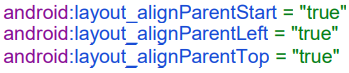 android:layout_alignParentStart = "true"
android:layout_alignParentLeft = "true"
android:layout_alignParentTop = "true"